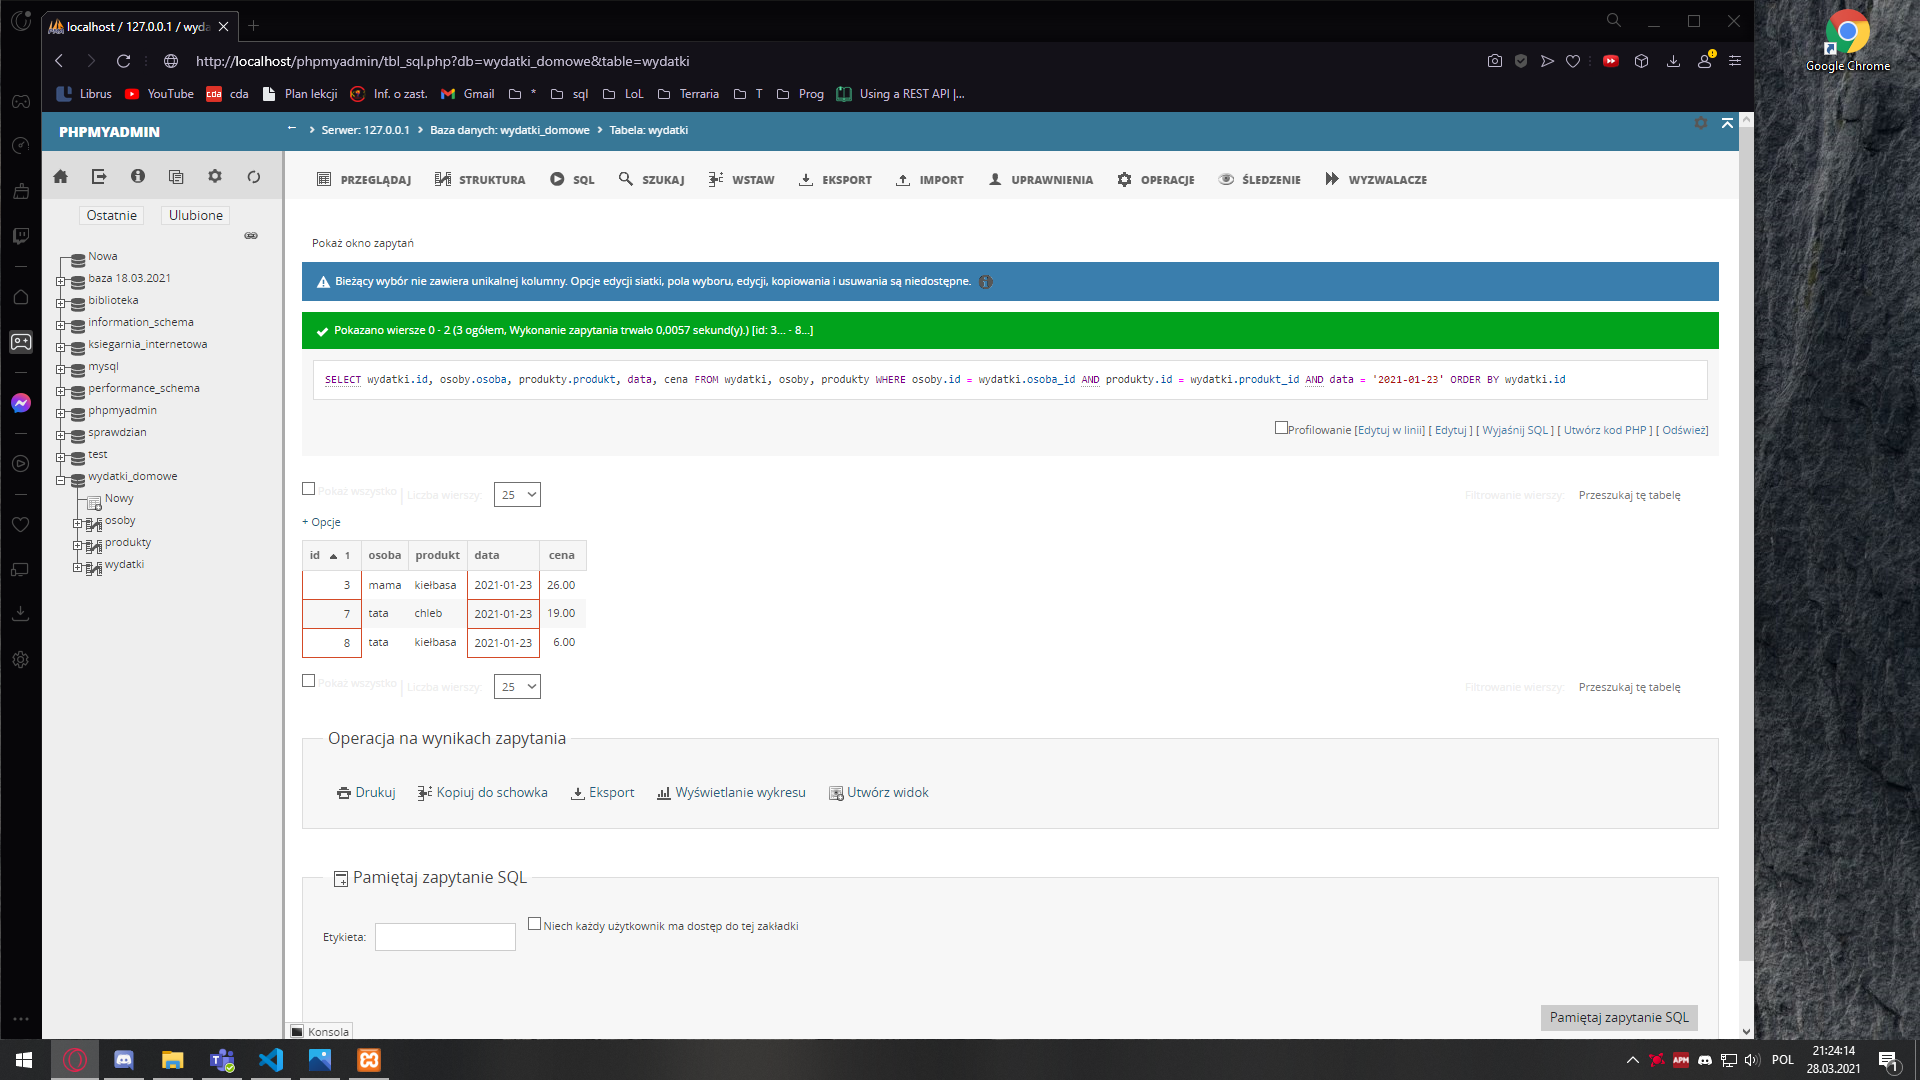 localhost / 127.0.0.1 / wyda
http://localhost/phpmyadmin/tbl_sql.php?db=wydatki_domowe&table=wydatki
Librus YouTube cda Plan lekcji Inf. o zast. Gmail * sql LoL Terraria T Prog Using a REST API |...
Google Chrome
PHPMYADMIN
← › Serwer: 127.0.0.1 › Baza danych: wydatki_domowe › Tabela: wydatki
PRZEGLĄDAJ STRUKTURA SQL SZUKAJ WSTAW EKSPORT IMPORT UPRAWNIENIA OPERACJE ŚLEDZENIE WYZWALACZE
Ostatnie Ulubione
Nowa
baza 18.03.2021
biblioteka
information_schema
ksiegarnia_internetowa
mysql
performance_schema
phpmyadmin
sprawdzian
test
wydatki_domowe
Nowy
osoby
produkty
wydatki
Pokaż okno zapytań
Bieżący wybór nie zawiera unikalnej kolumny. Opcje edycji siatki, pola wyboru, edycji, kopiowania i usuwania są niedostępne.
Pokazano wiersze 0 - 2 (3 ogółem, Wykonanie zapytania trwało 0,0057 sekund(y).) [id: 3... - 8...]
SELECT wydatki.id, osoby.osoba, produkty.produkt, data, cena FROM wydatki, osoby, produkty WHERE osoby.id = wydatki.osoba_id AND produkty.id = wydatki.produkt_id AND data = '2021-01-23' ORDER BY wydatki.id
Profilowanie [Edytuj w linii] [ Edytuj ] [ Wyjaśnij SQL ] [ Utwórz kod PHP ] [ Odśwież]
Pokaż wszystko | Liczba wierszy: 25 Filtrowanie wierszy: Przeszukaj tę tabelę
+ Opcje
id 1 osoba produkt data cena
3 mama kiełbasa 2021-01-23 26.00
7 tata chleb 2021-01-23 19.00
8 tata kiełbasa 2021-01-23 6.00
Pokaż wszystko | Liczba wierszy: 25 Filtrowanie wierszy: Przeszukaj tę tabelę
Operacja na wynikach zapytania
Drukuj Kopiuj do schowka Eksport Wyświetlanie wykresu Utwórz widok
Pamiętaj zapytanie SQL
Etykieta: Niech każdy użytkownik ma dostęp do tej zakładki
Pamiętaj zapytanie SQL
Konsola
APM POL 21:24:14
28.03.2021
1